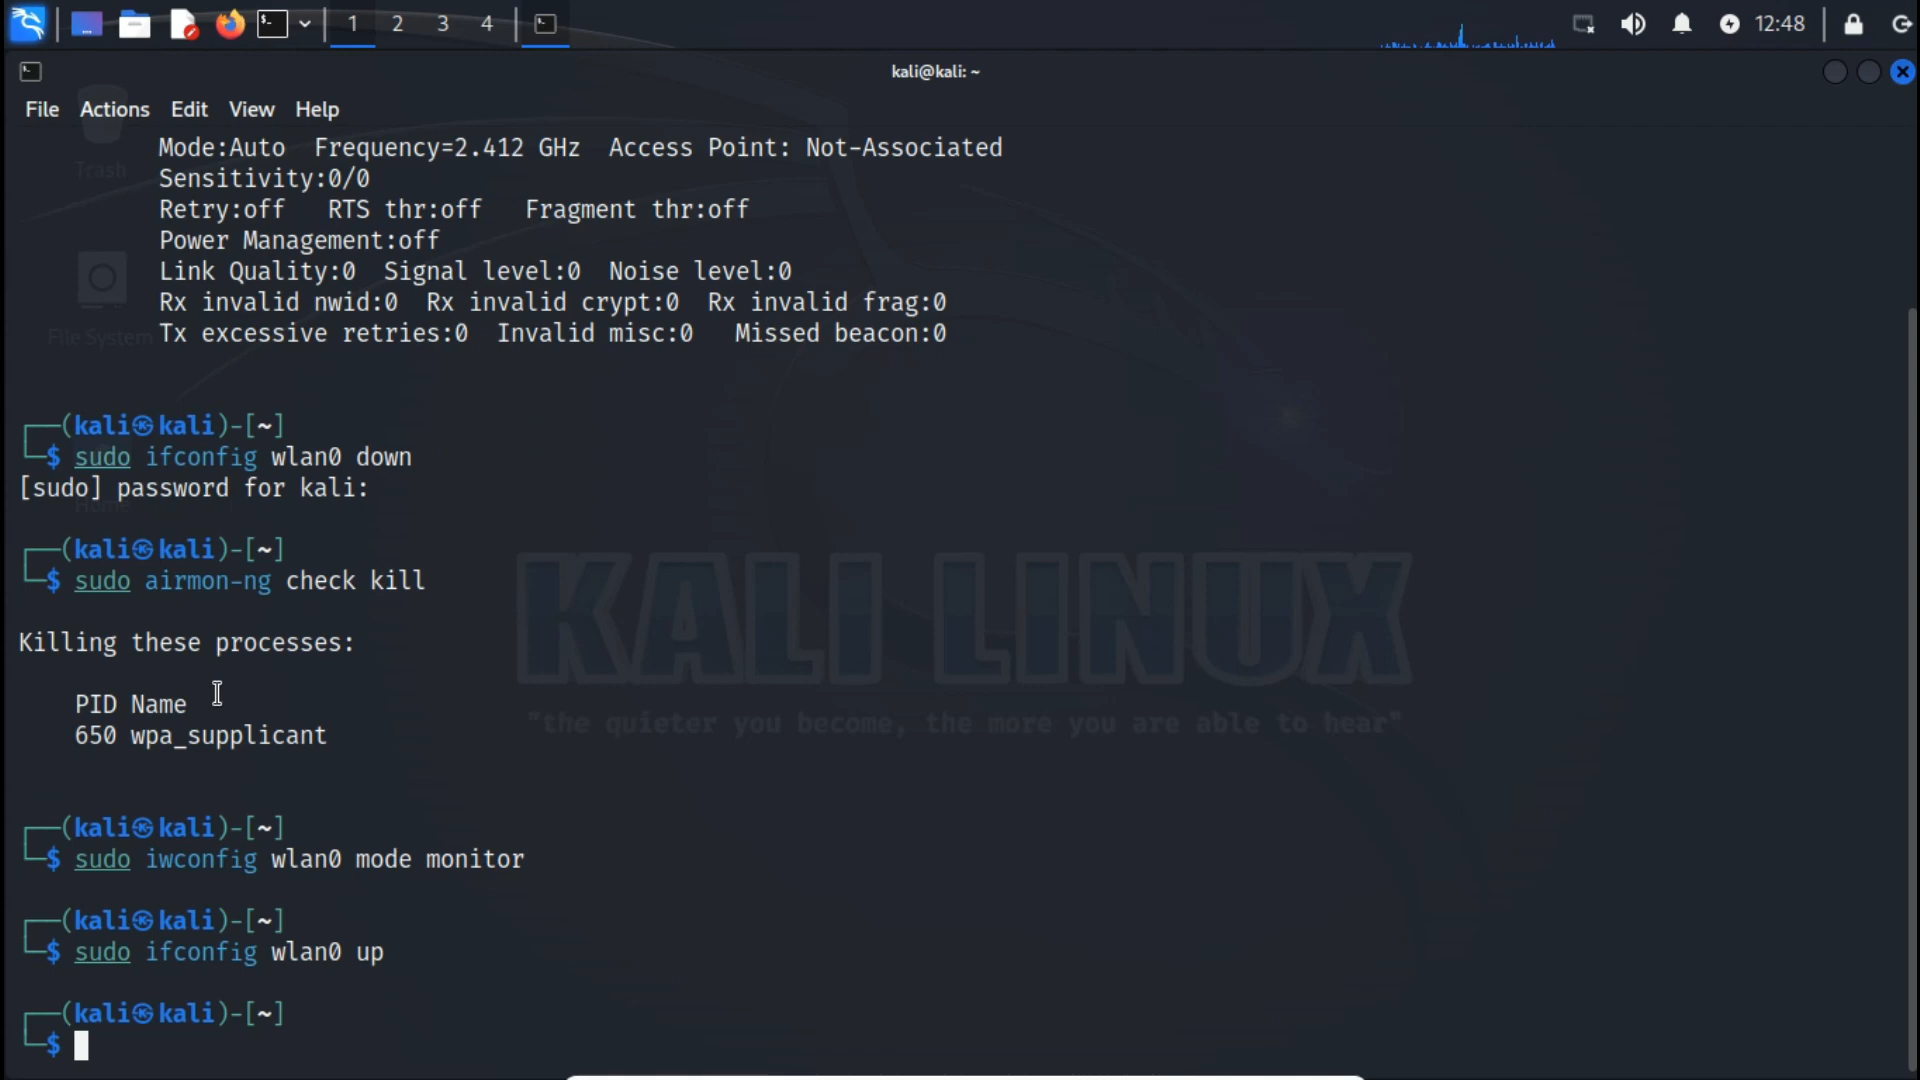 1 2 3 4 12:48
kali@kali: ~
File Actions Edit View Help
Mode:Auto Frequency=2.412 GHz Access Point: Not-Associated
Sensitivity:0/0
Retry:off RTS thr:off Fragment thr:off
Power Management:off
Link Quality:0 Signal level:0 Noise level:0
Rx invalid nwid:0 Rx invalid crypt:0 Rx invalid frag:0
Tx excessive retries:0 Invalid misc:0 Missed beacon:0
Trash
File System
Home
┌──(kali㉿kali)-[~]
└─$ sudo ifconfig wlan0 down
[sudo] password for kali:
┌──(kali㉿kali)-[~]
└─$ sudo airmon-ng check kill
Killing these processes:
PID Name
650 wpa_supplicant
KALI LINUX
"the quieter you become, the more you are able to hear"
┌──(kali㉿kali)-[~]
└─$ sudo iwconfig wlan0 mode monitor
┌──(kali㉿kali)-[~]
└─$ sudo ifconfig wlan0 up
┌──(kali㉿kali)-[~]
└─$